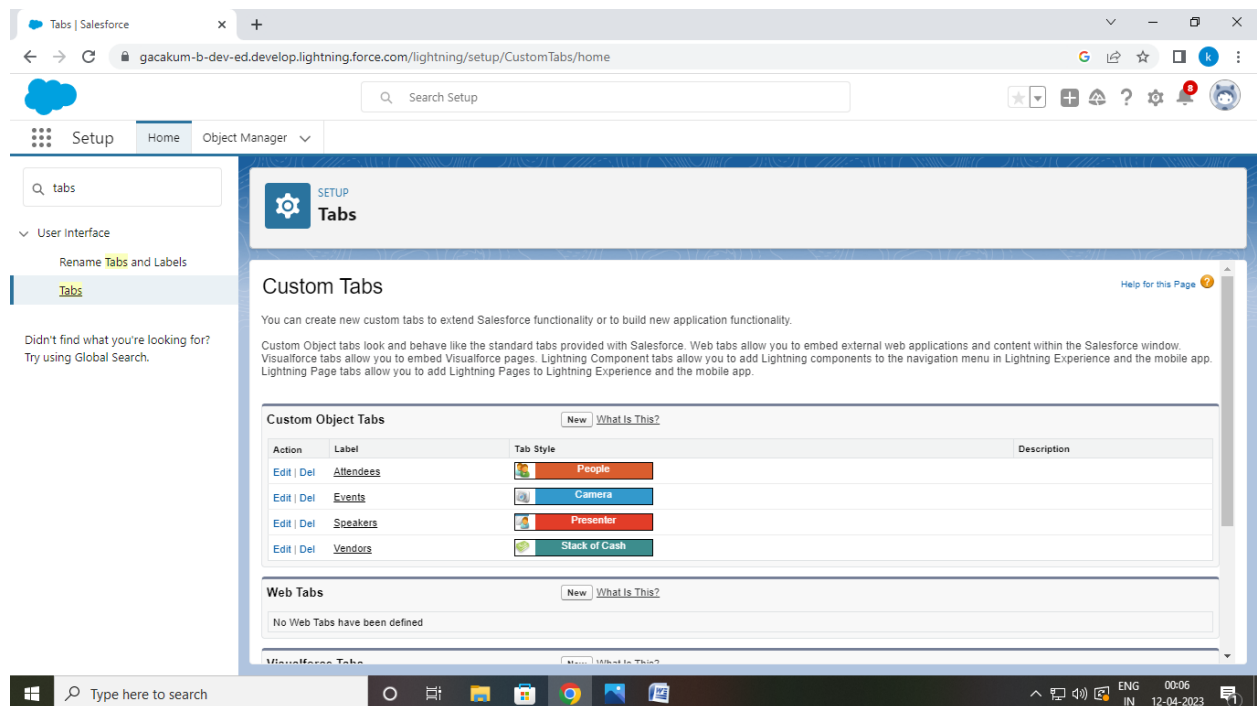 Tabs | Salesforce
gacakum-b-dev-ed.develop.lightning.force.com/lightning/setup/CustomTabs/home
G
k
Search Setup
8
Setup
Home
Object Manager
tabs
User Interface
Rename Tabs and Labels
Tabs
Didn't find what you're looking for?
Try using Global Search.
SETUP
Tabs
Custom Tabs
Help for this Page
You can create new custom tabs to extend Salesforce functionality or to build new application functionality.
Custom Object tabs look and behave like the standard tabs provided with Salesforce. Web tabs allow you to embed external web applications and content within the Salesforce window.
Visualforce tabs allow you to embed Visualforce pages. Lightning Component tabs allow you to add Lightning components to the navigation menu in Lightning Experience and the mobile app.
Lightning Page tabs allow you to add Lightning Pages to Lightning Experience and the mobile app.
Custom Object Tabs New What Is This?
Action Label Tab Style Description
Edit | Del Attendees People
Edit | Del Events Camera
Edit | Del Speakers Presenter
Edit | Del Vendors Stack of Cash
Web Tabs New What Is This?
No Web Tabs have been defined
Visualforce Tabs New What Is This?
Type here to search
ENG
IN
00:06
12-04-2023
1